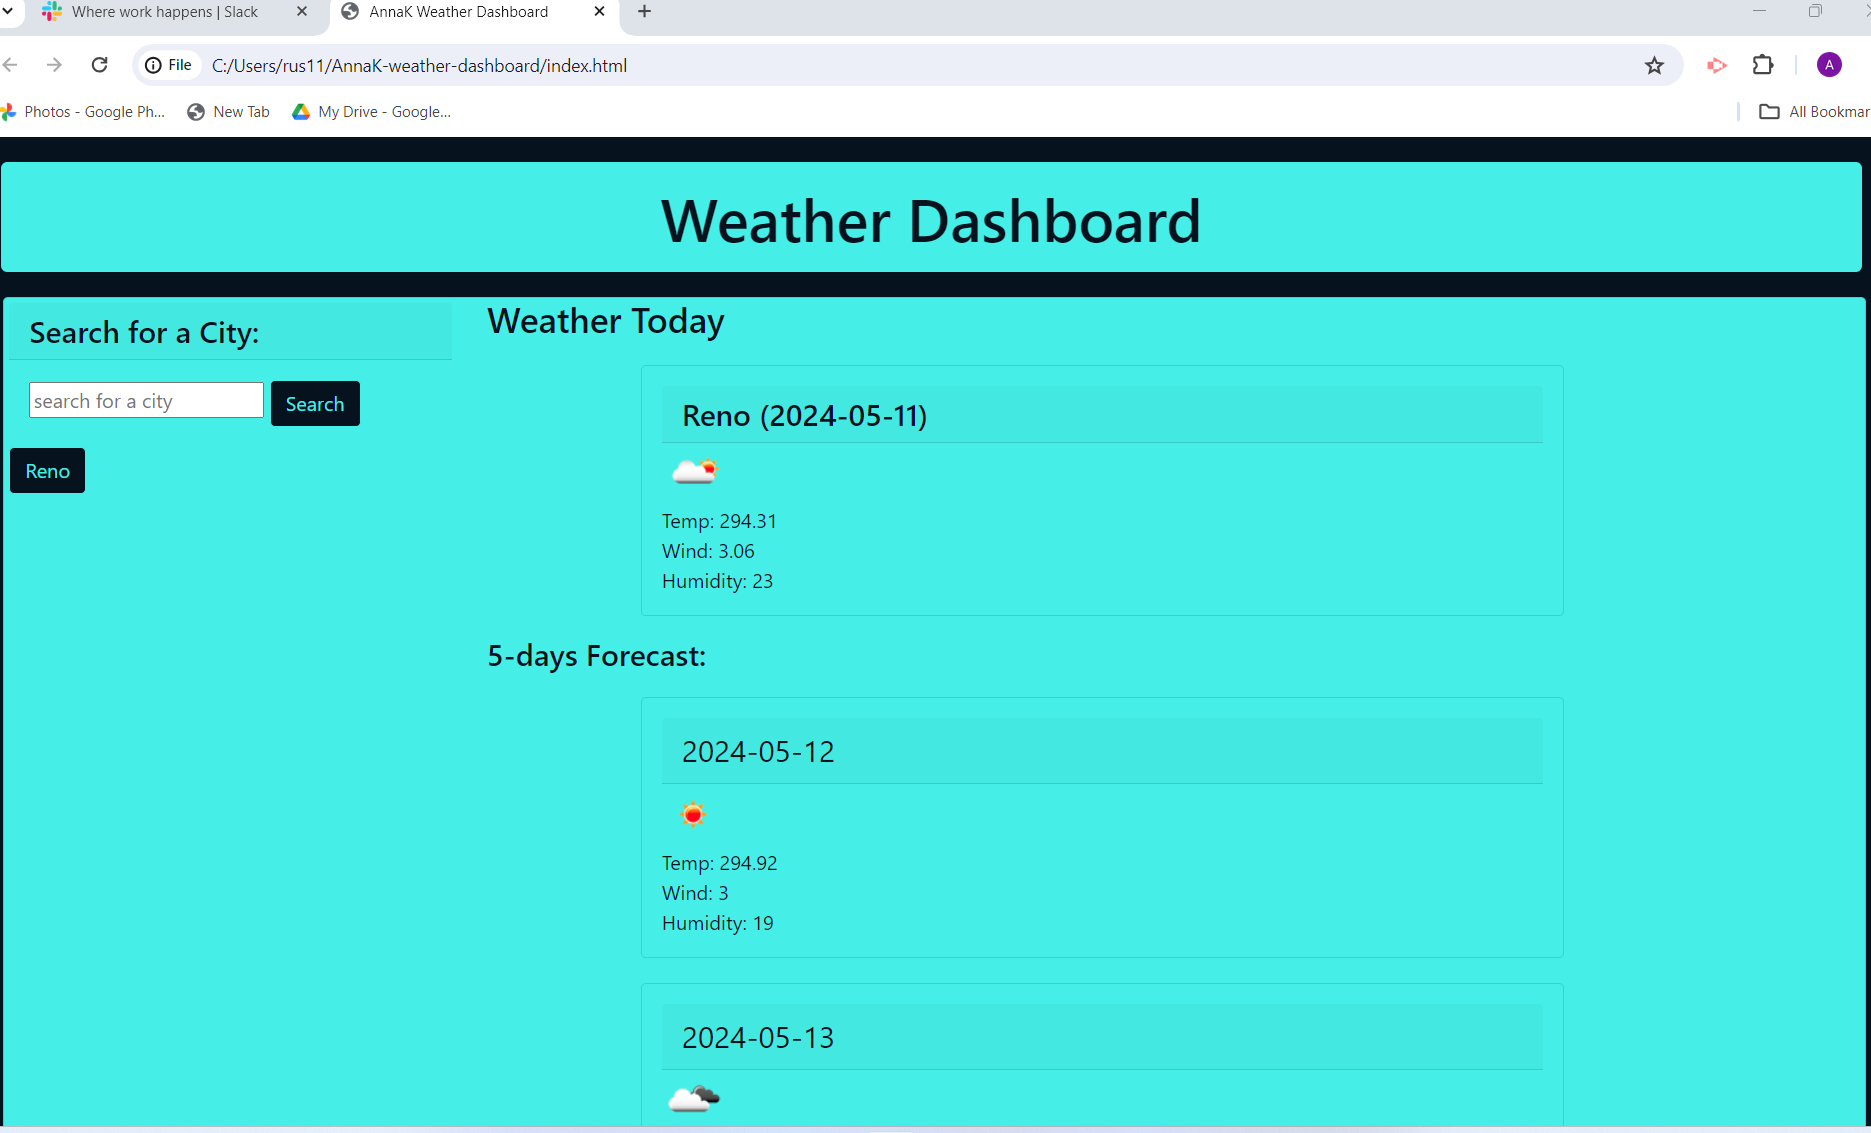 Where work happens | Slack
AnnaK Weather Dashboard
File
C:/Users/rus11/AnnaK-weather-dashboard/index.html
A
Photos - Google Ph...
New Tab
My Drive - Google...
All Bookmar
Weather Dashboard
Search for a City:
search for a city
Search
Reno
Weather Today
Reno (2024-05-11)
Temp: 294.31
Wind: 3.06
Humidity: 23
5-days Forecast:
2024-05-12
Temp: 294.92
Wind: 3
Humidity: 19
2024-05-13